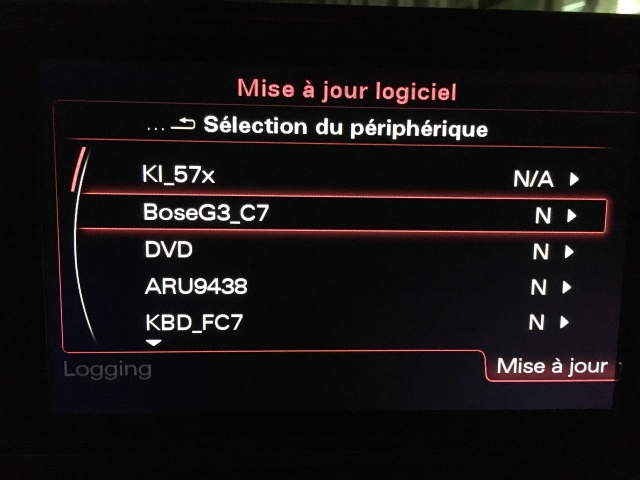 Mise à jour logiciel
... Sélection du périphérique
KI_57x N/A
BoseG3_C7 N
DVD N
ARU9438 N
KBD_FC7 N
Logging Mise à jour